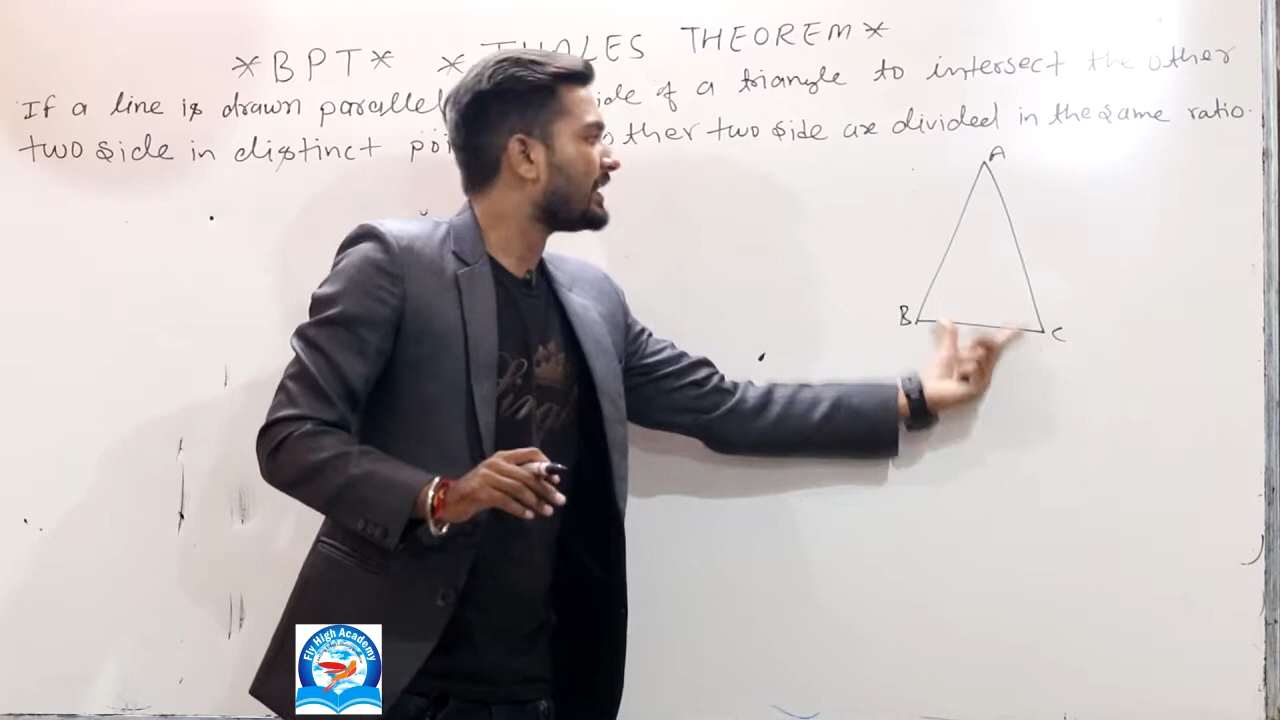 *BPT* * THALES THEOREM*
If a line is drawn parallel ide of a triangle to intersect the other
two side in distinct poi ther two side are divided in the same ratio.
A
B
C
King
Fly High Academy